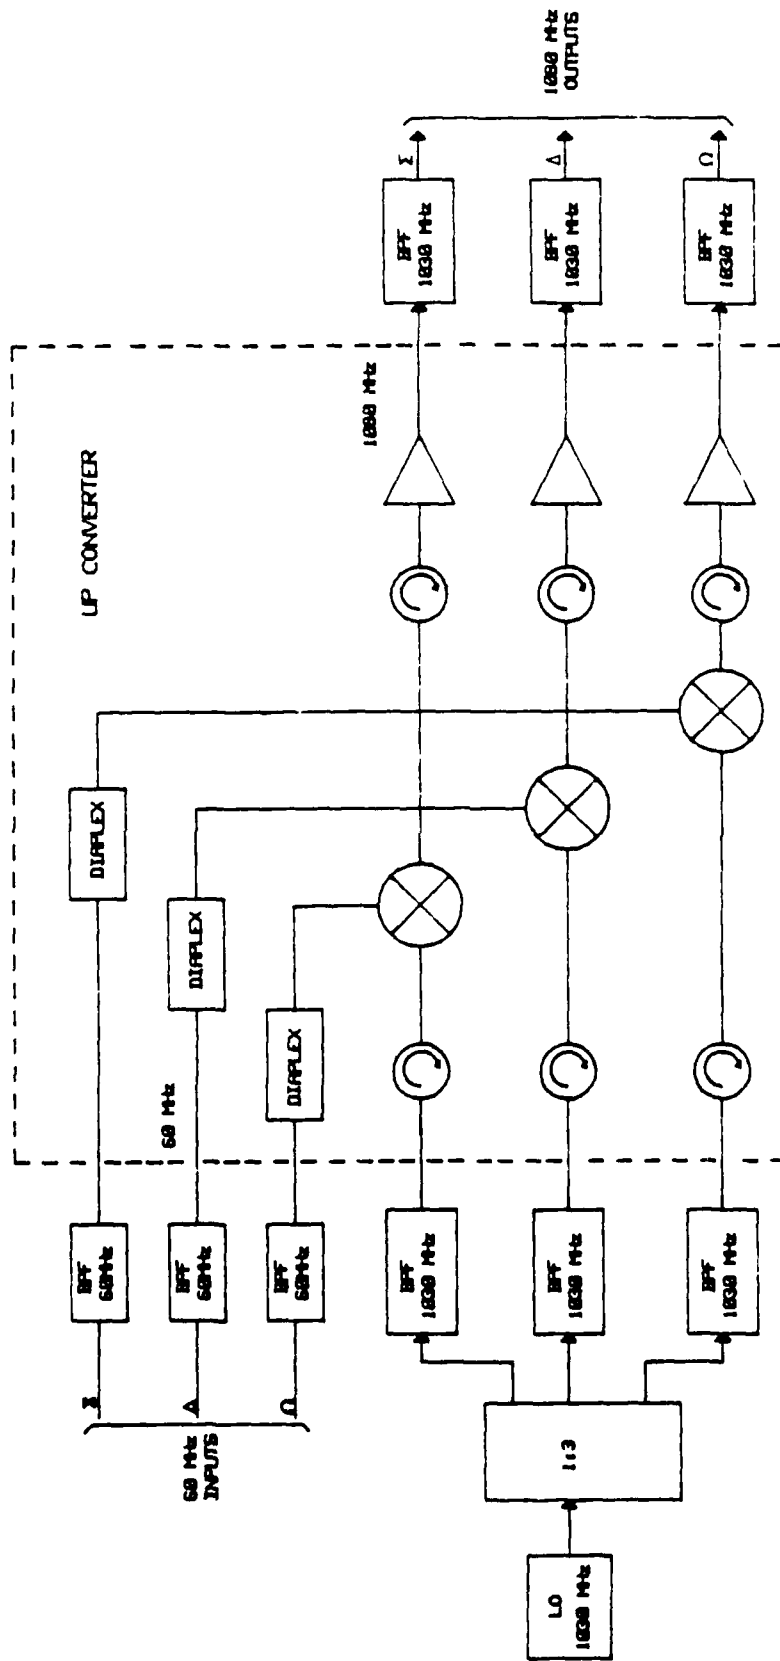 UP CONVERTER
Σ
Δ
Ω
60 MHz
INPUTS
BPF
60MHz
BPF
60MHz
BPF
60MHz
60 MHz
DIAPLEX
DIAPLEX
DIAPLEX
LO
1030 MHz
1:3
BPF
1030 MHz
BPF
1030 MHz
BPF
1030 MHz
1090 MHz
BPF
1030 MHz
BPF
1030 MHz
BPF
1030 MHz
Σ
Δ
Ω
1090 MHz
OUTPUTS